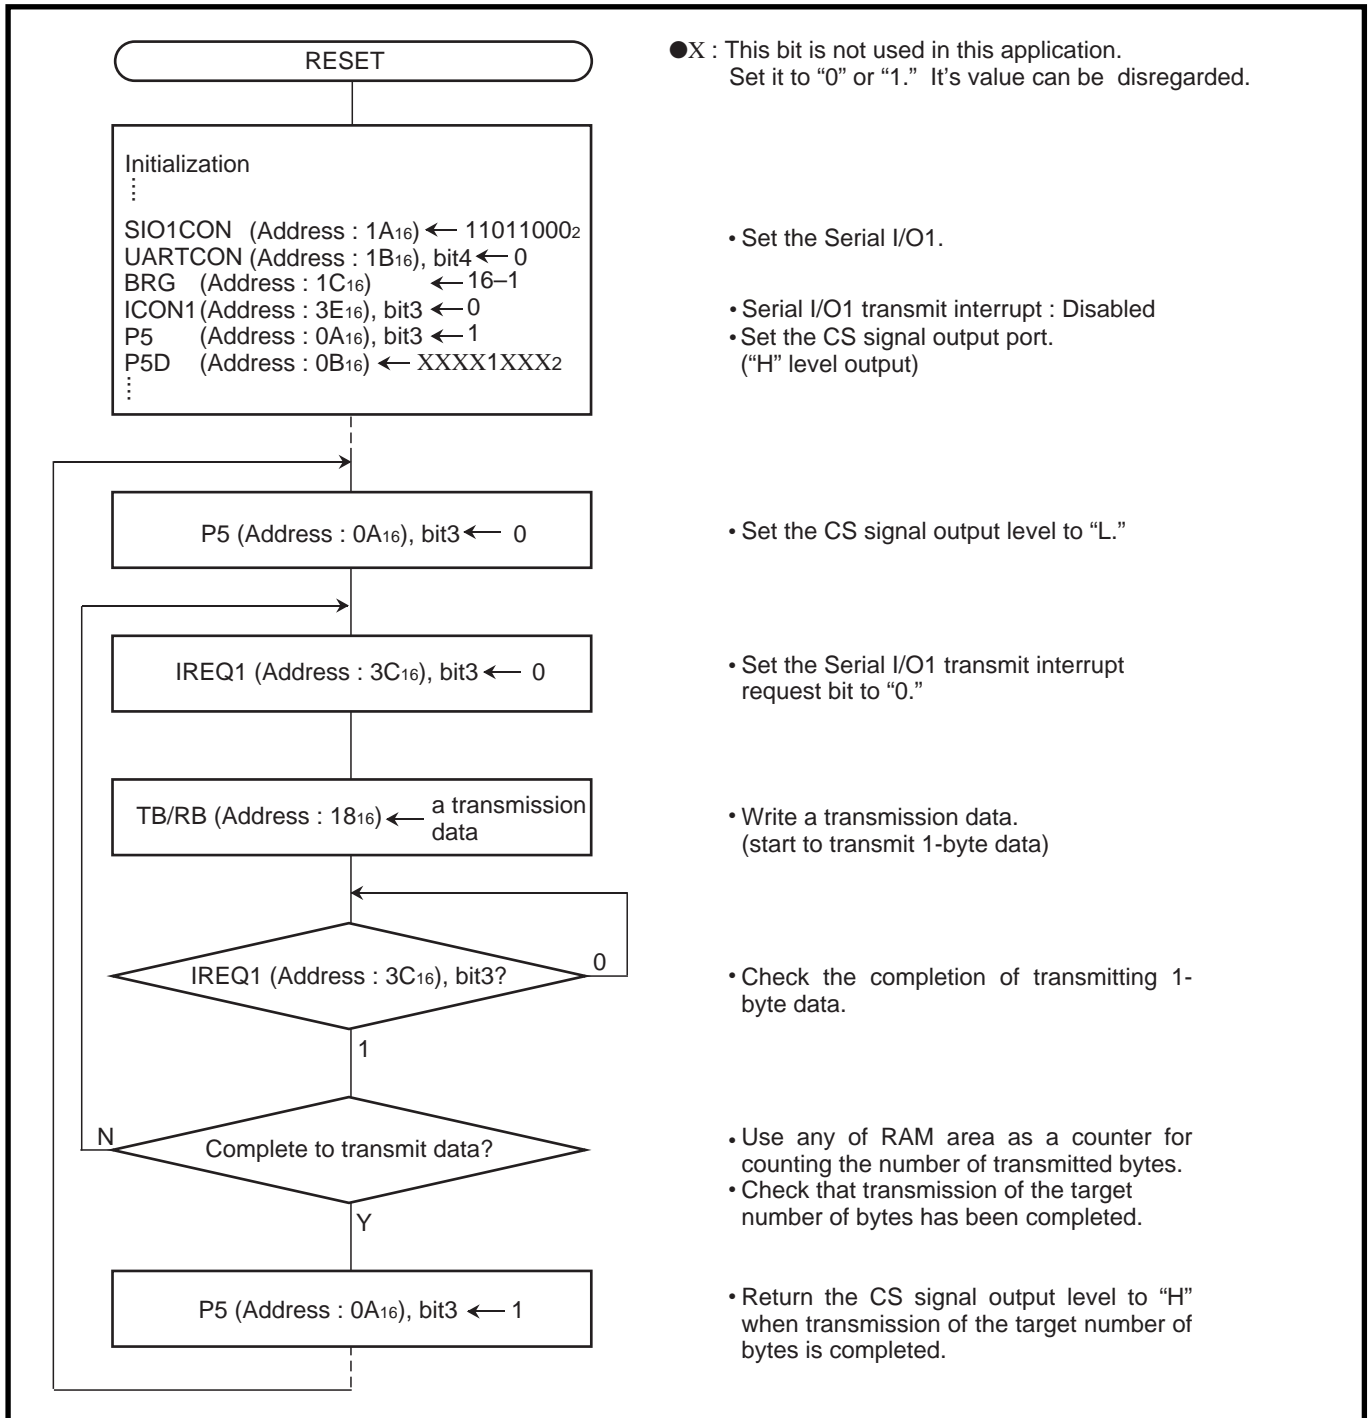 RESET
●X : This bit is not used in this application.
Set it to “0” or “1.” It’s value can be disregarded.
Initialization
SIO1CON (Address : 1A16) ← 110110002
UARTCON (Address : 1B16), bit4 ← 0
BRG (Address : 1C16) ← 16–1
ICON1 (Address : 3E16), bit3 ← 0
P5 (Address : 0A16), bit3 ← 1
P5D (Address : 0B16) ← XXXX1XXX2
• Set the Serial I/O1.
• Serial I/O1 transmit interrupt : Disabled
• Set the CS signal output port.
(“H” level output)
P5 (Address : 0A16), bit3 ← 0
• Set the CS signal output level to “L.”
IREQ1 (Address : 3C16), bit3 ← 0
• Set the Serial I/O1 transmit interrupt
request bit to “0.”
TB/RB (Address : 1816) ← a transmission
data
• Write a transmission data.
(start to transmit 1-byte data)
IREQ1 (Address : 3C16), bit3?
0
1
• Check the completion of transmitting 1-
byte data.
Complete to transmit data?
N
Y
• Use any of RAM area as a counter for
counting the number of transmitted bytes.
• Check that transmission of the target
number of bytes has been completed.
P5 (Address : 0A16), bit3 ← 1
• Return the CS signal output level to “H”
when transmission of the target number of
bytes is completed.